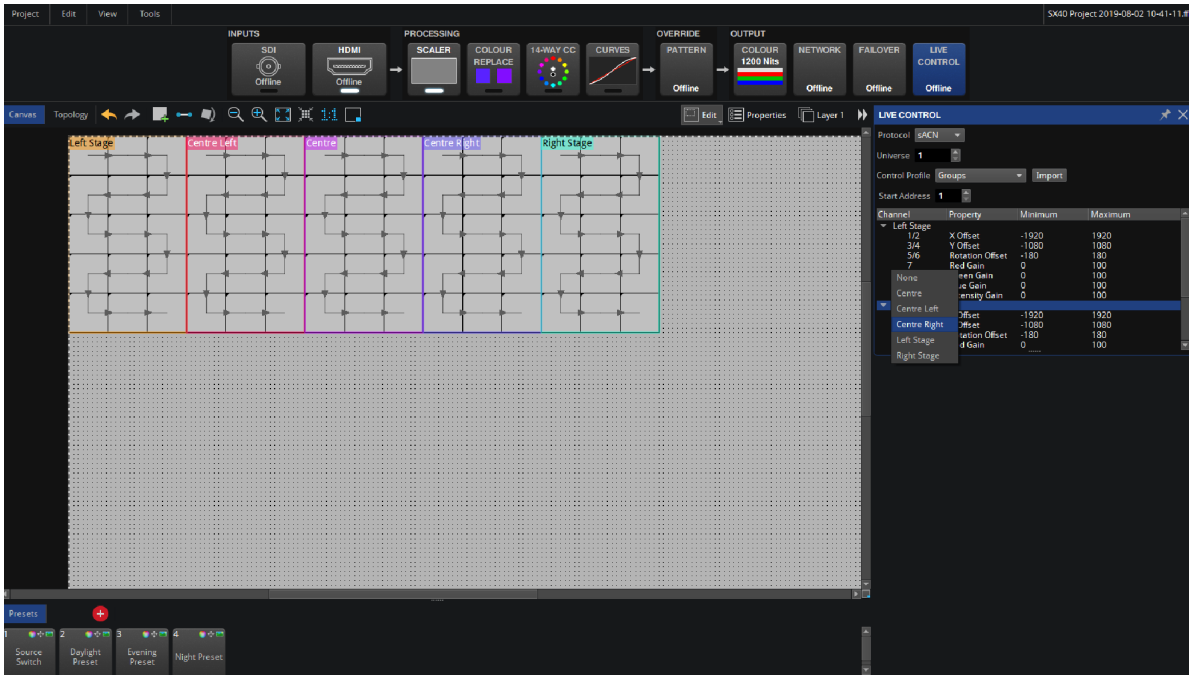 Project Edit View Tools SX40 Project 2019-08-02 10-41-11.
INPUTS PROCESSING OVERRIDE OUTPUT
SDI HDMI SCALER COLOUR REPLACE 14-WAY CC CURVES PATTERN COLOUR 1200 Nits NETWORK FAILOVER LIVE CONTROL
Offline Offline Offline Offline Offline Offline
Canvas Topology 1:1 Edit Properties Layer 1 LIVE CONTROL
Left Stage Centre Left Centre Centre Right Right Stage
Protocol sACN
Universe 1
Control Profile Groups Import
Start Address 1
Channel Property Minimum Maximum
Left Stage
1/2 X Offset -1920 1920
3/4 Y Offset -1080 1080
5/6 Rotation Offset -180 180
7 Red Gain 0 100
een Gain 0 100
ue Gain 0 100
tensity Gain 0 100
Offset -1920 1920
Offset -1080 1080
tation Offset -180 180
d Gain 0 100
None
Centre
Centre Left
Centre Right
Left Stage
Right Stage
Presets
1 2 3 4
Source Switch
Daylight Preset
Evening Preset
Night Preset